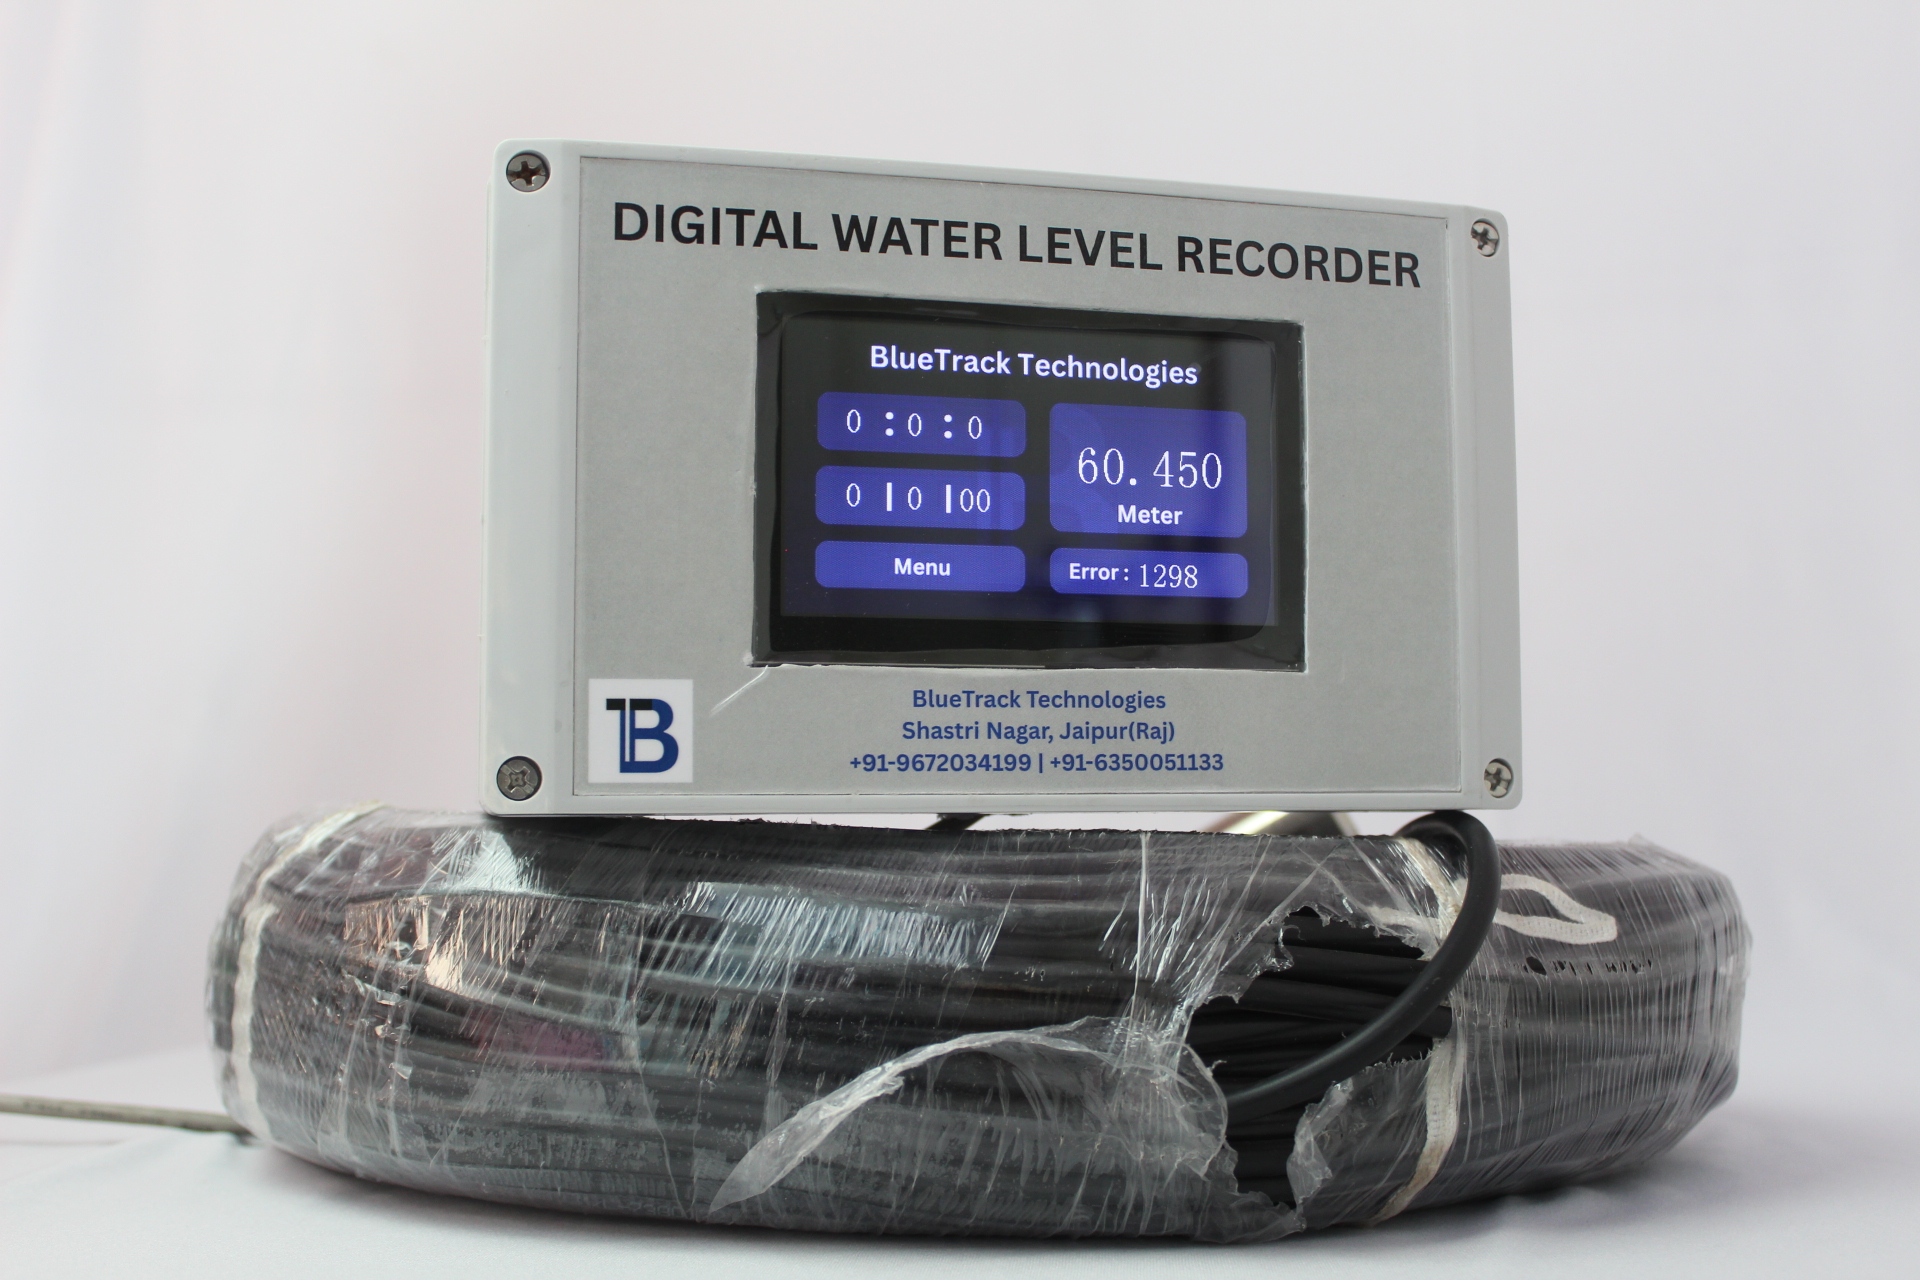 DIGITAL WATER LEVEL RECORDER
BlueTrack Technologies
0 : 0 : 0
0 | 0 | 00
Menu
60.450
Meter
Error : 1298
B
BlueTrack Technologies
Shastri Nagar, Jaipur(Raj)
+91-9672034199 | +91-6350051133